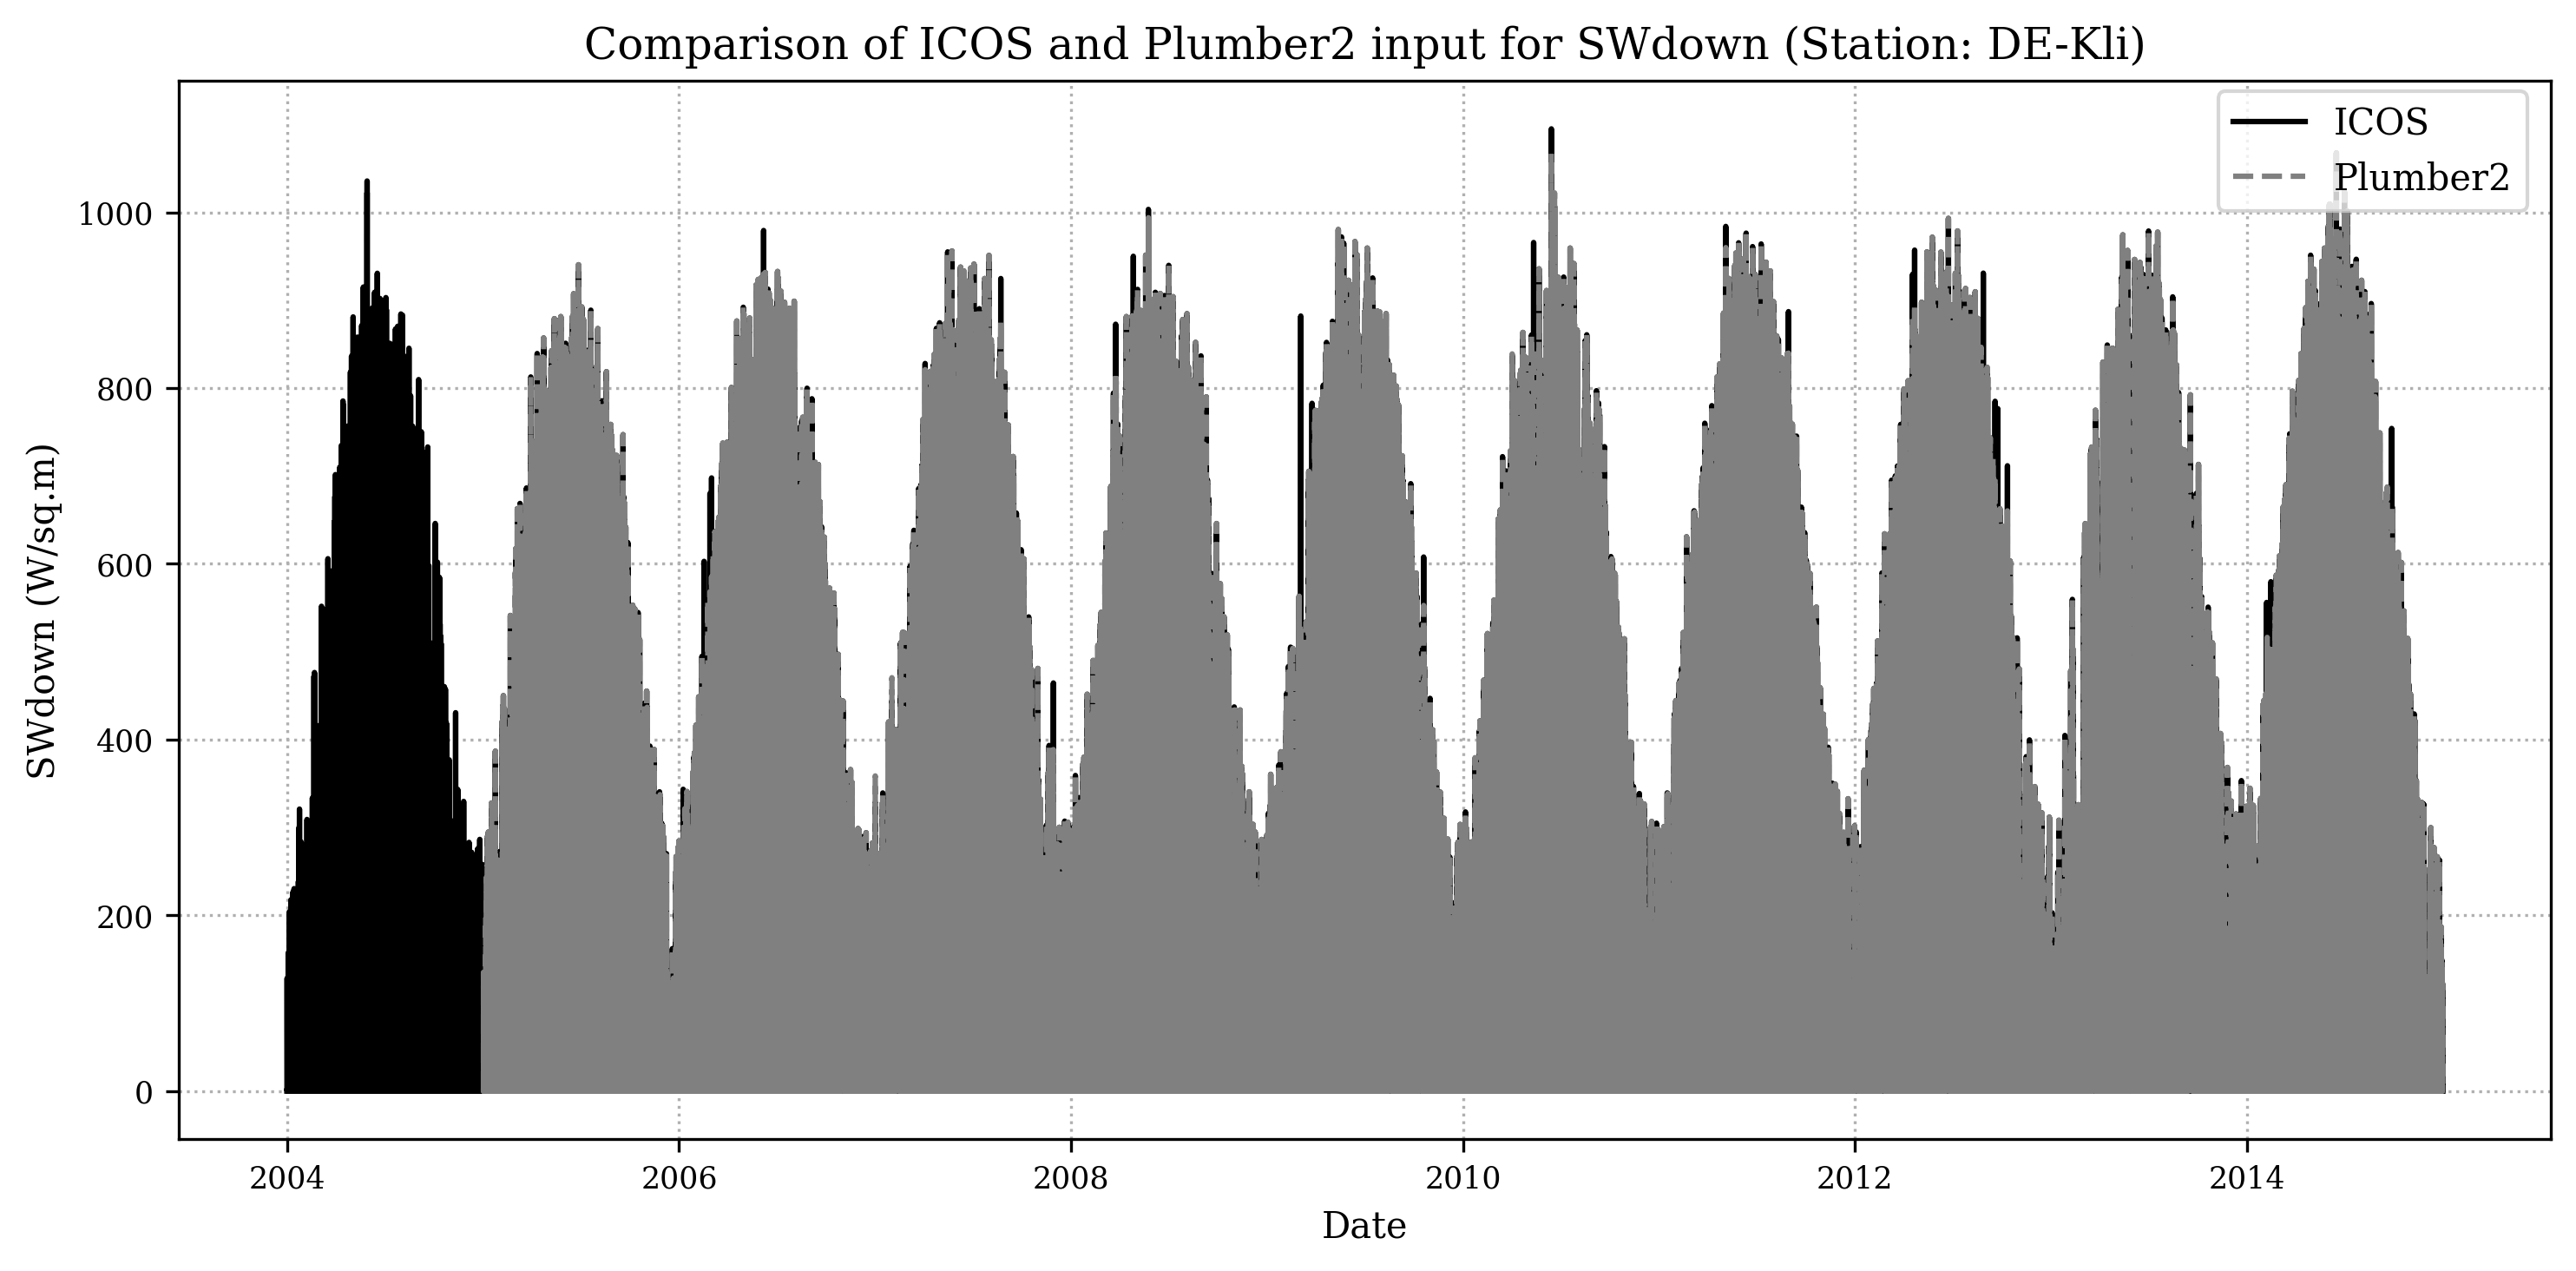 Comparison of ICOS and Plumber2 input for SWdown (Station: DE-Kli)
ICOS
Plumber2
SWdown (W/sq.m)
1000
800
600
400
200
0
2004 2006 2008 2010 2012 2014
Date